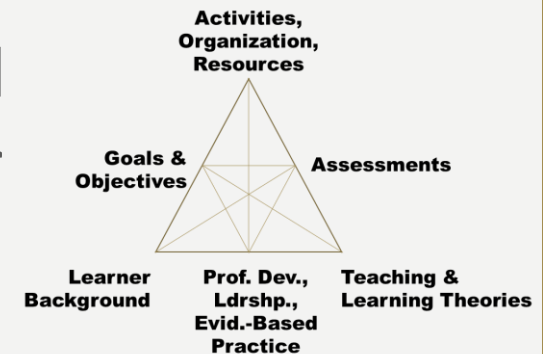 Activities,
Organization,
Resources
Goals &
Objectives
Assessments
Learner
Background
Prof. Dev.,
Ldrshp.,
Evid.-Based
Practice
Teaching &
Learning Theories